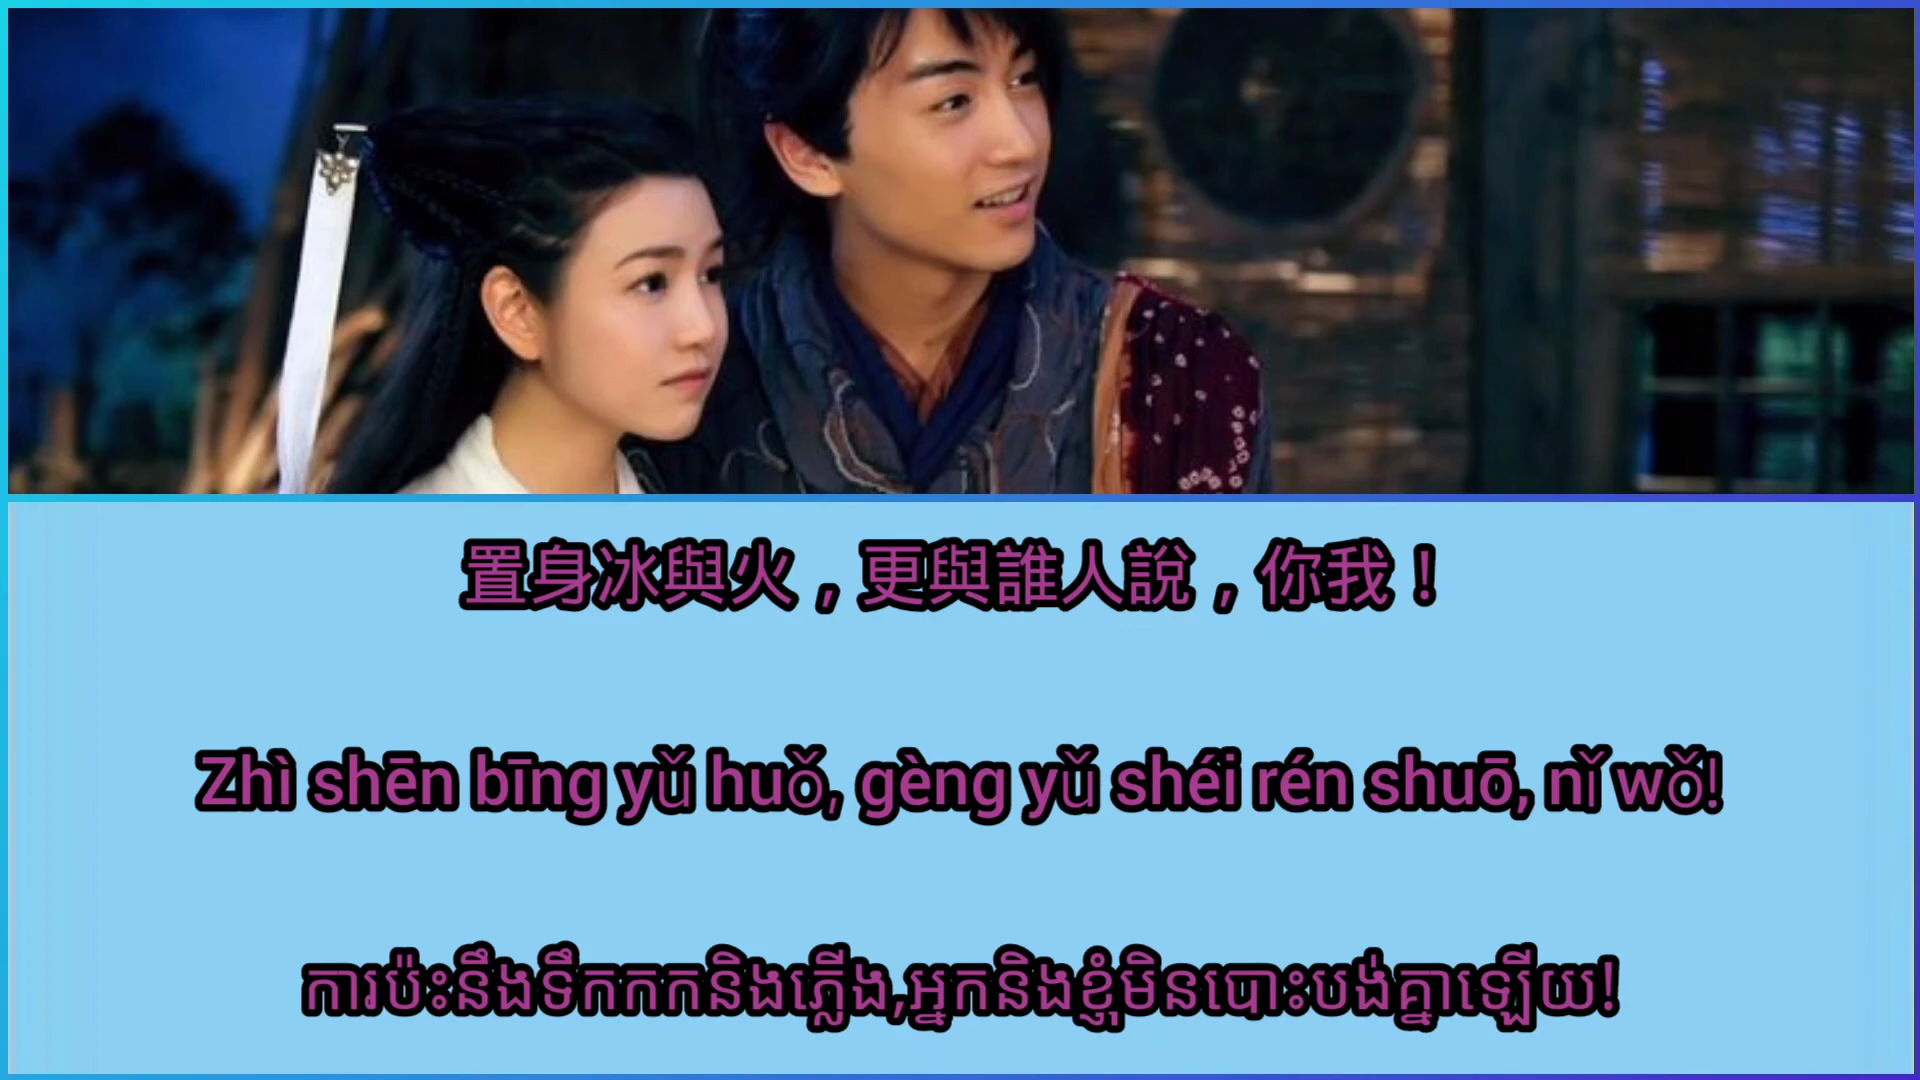 置身冰與火，更與誰人說，你我！
Zhì shēn bīng yǔ huǒ, gèng yǔ shéi rén shuō, nǐ wǒ!
ការប៉ះនឹងទឹកកកនិងភ្លើង,អ្នកនិងខ្ញុំមិនបោះបង់គ្នាឡើយ!